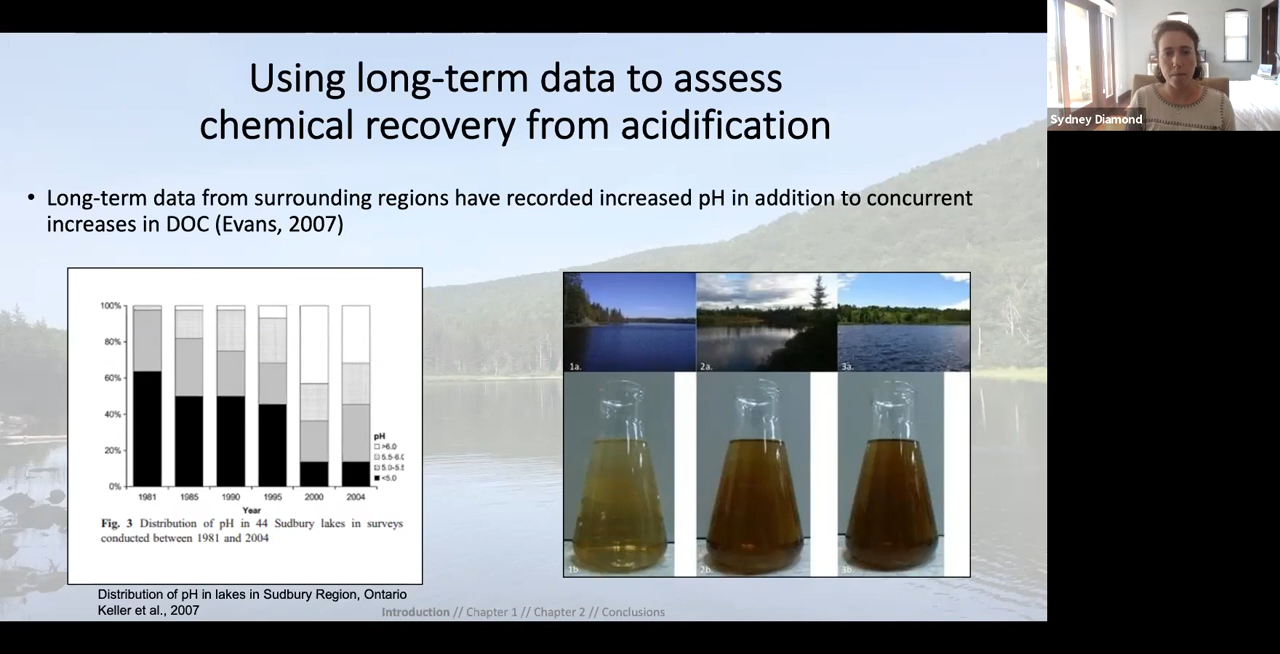 Using long-term data to assess
chemical recovery from acidification
• Long-term data from surrounding regions have recorded increased pH in addition to concurrent
increases in DOC (Evans, 2007)
100%
80%
60%
40%
20%
0%
1981 1985 1990 1995 2000 2004
Year
pH
>6.0
5.5-6.0
5.0-5.5
<5.0
Fig. 3 Distribution of pH in 44 Sudbury lakes in surveys
conducted between 1981 and 2004
Distribution of pH in lakes in Sudbury Region, Ontario
Keller et al., 2007
1a. 2a. 3a.
1b 2b. 3b.
Introduction // Chapter 1 // Chapter 2 // Conclusions
Sydney Diamond